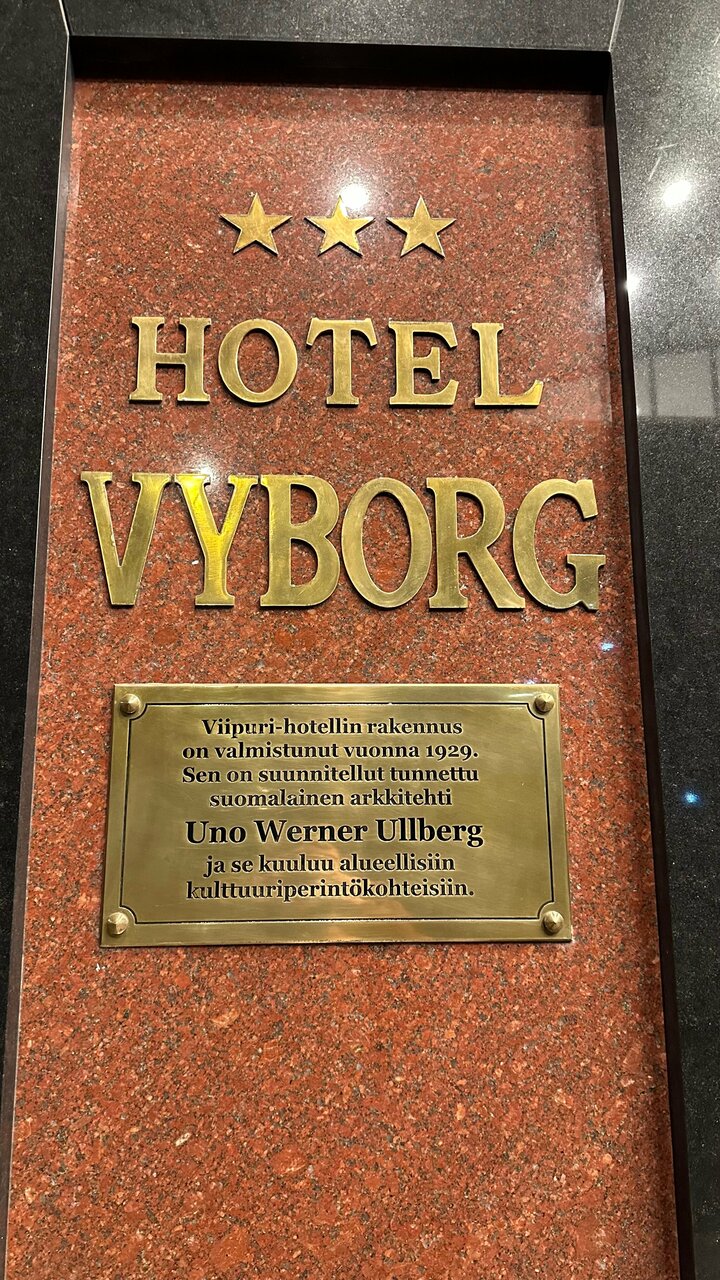 HOTEL
VYBORG
Viipuri-hotellin rakennus
on valmistunut vuonna 1929.
Sen on suunnitellut tunnettu
suomalainen arkkitehti
Uno Werner Ullberg
ja se kuuluu alueellisiin
kulttuuriperintökohteisiin.